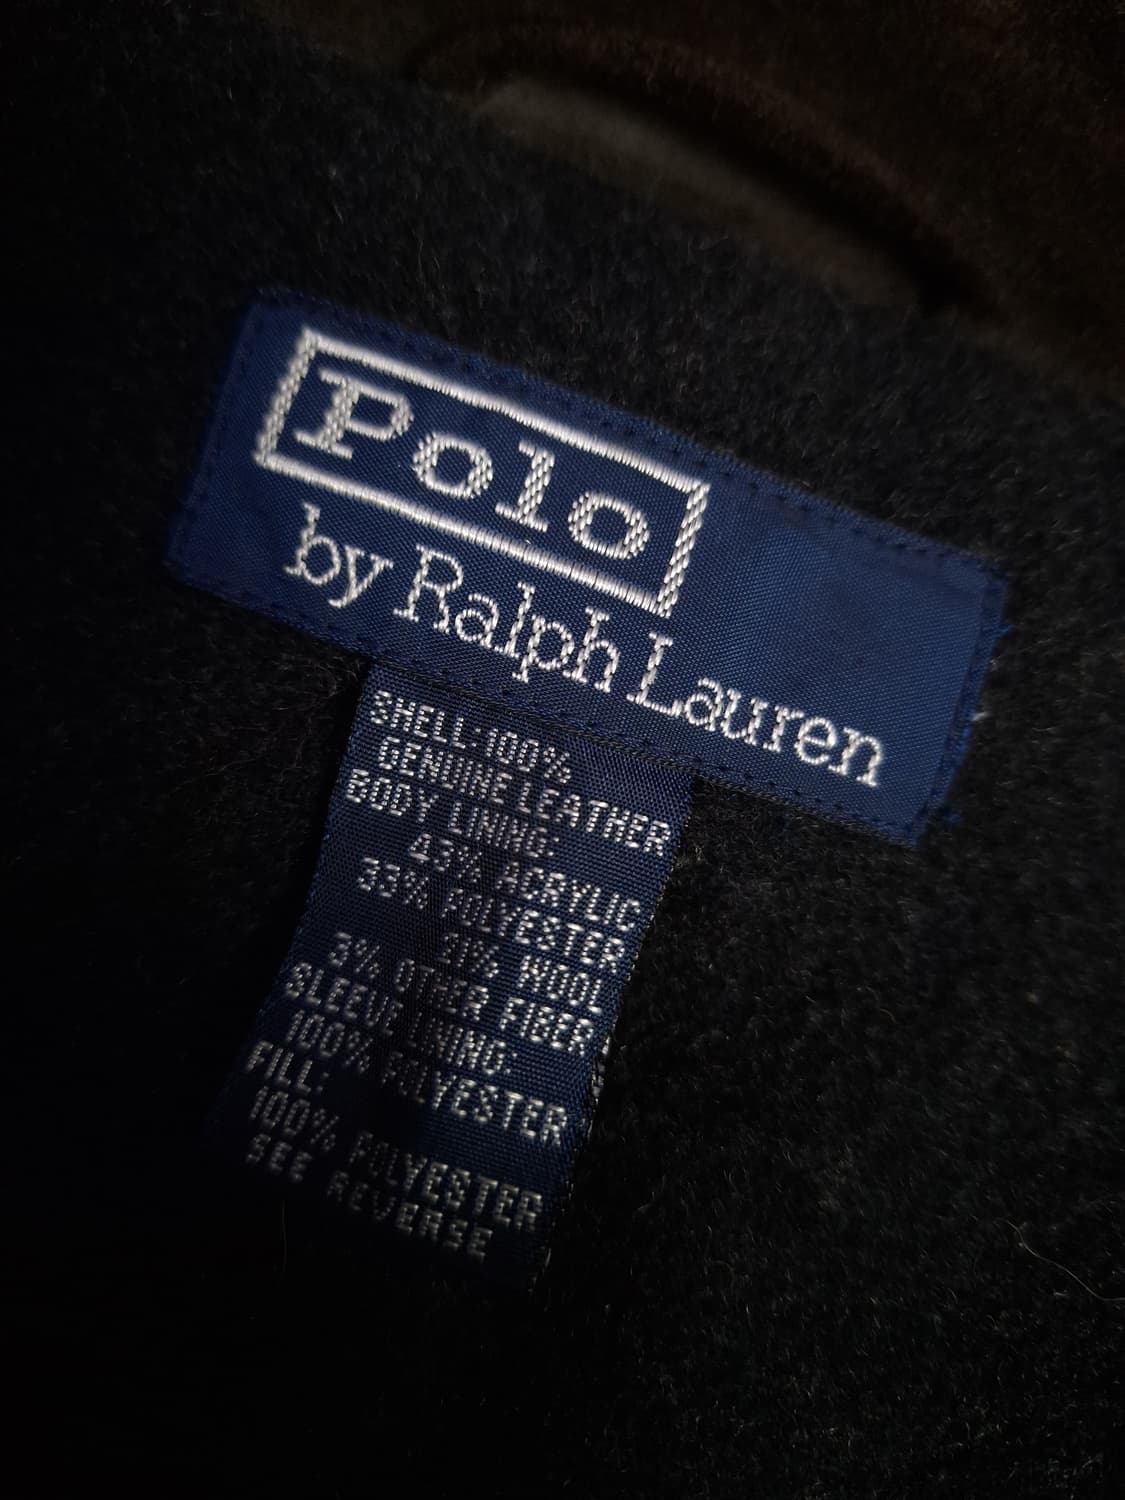 Polo
by Ralph Lauren
SHELL:100%
GENUINE LEATHER
BODY LINING:
43% ACRYLIC
33% POLYESTER
21% WOOL
3% OTHER FIBER
SLEEVE LINING:
100% POLYESTER
FILL:
100% POLYESTER
SEE REVERSE